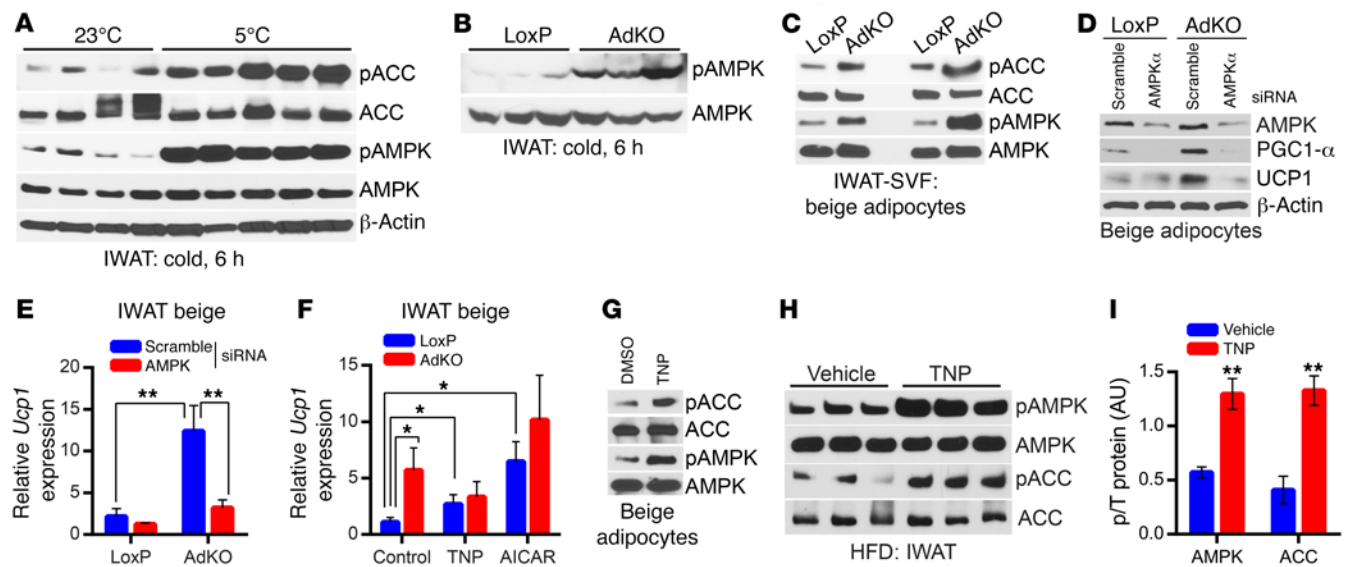 A
23°C 5°C
pACC
ACC
pAMPK
AMPK
β-Actin
IWAT: cold, 6 h
B
LoxP AdKO
pAMPK
AMPK
IWAT: cold, 6 h
C
LoxP AdKO LoxP AdKO
pACC
ACC
pAMPK
AMPK
IWAT-SVF:
beige adipocytes
D
LoxP AdKO
Scramble AMPKα Scramble AMPKα siRNA
AMPK
PGC1-α
UCP1
β-Actin
Beige adipocytes
E
IWAT beige
Scramble
AMPK
siRNA
Relative Ucp1
expression
20
15
10
5
0
** **
LoxP AdKO
F
IWAT beige
LoxP
AdKO
Relative Ucp1
expression
15
10
5
0
*
*
*
Control TNP AICAR
G
DMSO TNP
pACC
ACC
pAMPK
AMPK
Beige
adipocytes
H
Vehicle TNP
pAMPK
AMPK
pACC
ACC
HFD: IWAT
I
Vehicle
TNP
p/T protein (AU)
1.5
1.0
0.5
0.0
** **
AMPK ACC